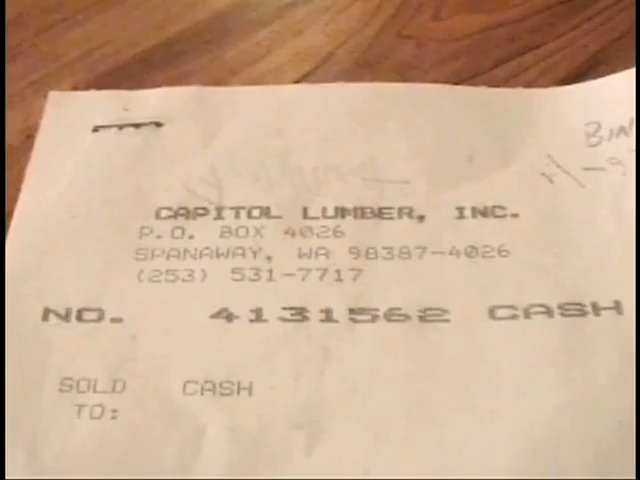 CAPITOL LUMBER, INC.
P.O. BOX 4026
SPANAWAY, WA 98387-4026
(253) 531-7717
NO. 4131562 CASH
SOLD CASH
TO: